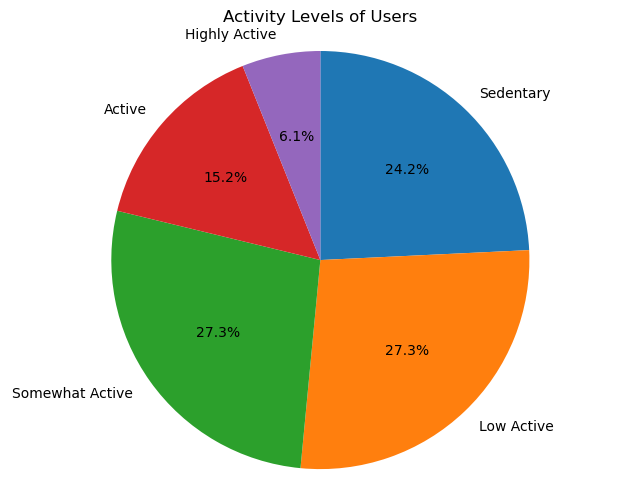 Activity Levels of Users
Highly Active
Sedentary
Active
6.1%
24.2%
15.2%
27.3%
27.3%
Somewhat Active
Low Active